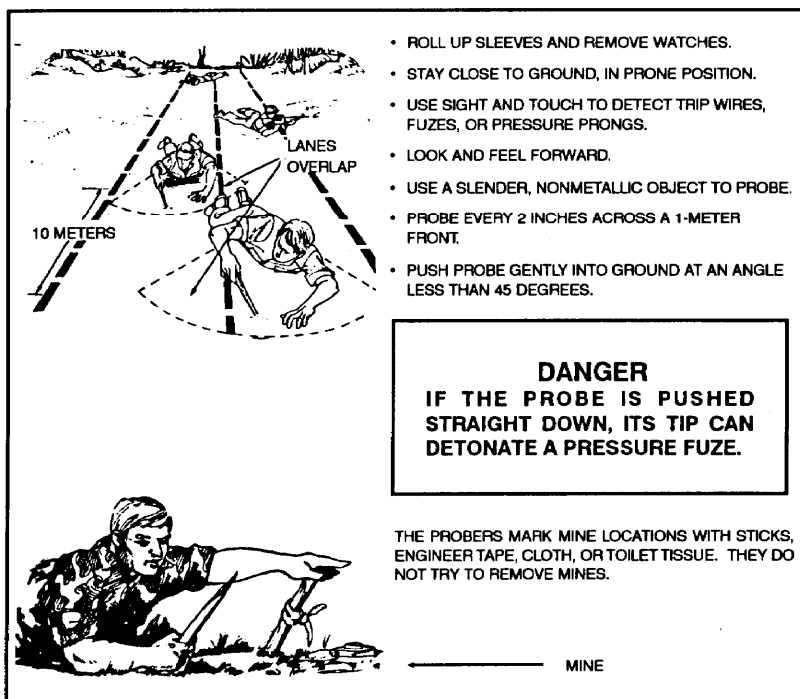 • ROLL UP SLEEVES AND REMOVE WATCHES.
• STAY CLOSE TO GROUND, IN PRONE POSITION.
• USE SIGHT AND TOUCH TO DETECT TRIP WIRES,
FUZES, OR PRESSURE PRONGS.
• LOOK AND FEEL FORWARD.
• USE A SLENDER, NONMETALLIC OBJECT TO PROBE.
• PROBE EVERY 2 INCHES ACROSS A 1-METER
FRONT.
• PUSH PROBE GENTLY INTO GROUND AT AN ANGLE
LESS THAN 45 DEGREES.
LANES
OVERLAP
10 METERS
DANGER
IF THE PROBE IS PUSHED
STRAIGHT DOWN, ITS TIP CAN
DETONATE A PRESSURE FUZE.
THE PROBERS MARK MINE LOCATIONS WITH STICKS,
ENGINEER TAPE, CLOTH, OR TOILET TISSUE. THEY DO
NOT TRY TO REMOVE MINES.
MINE